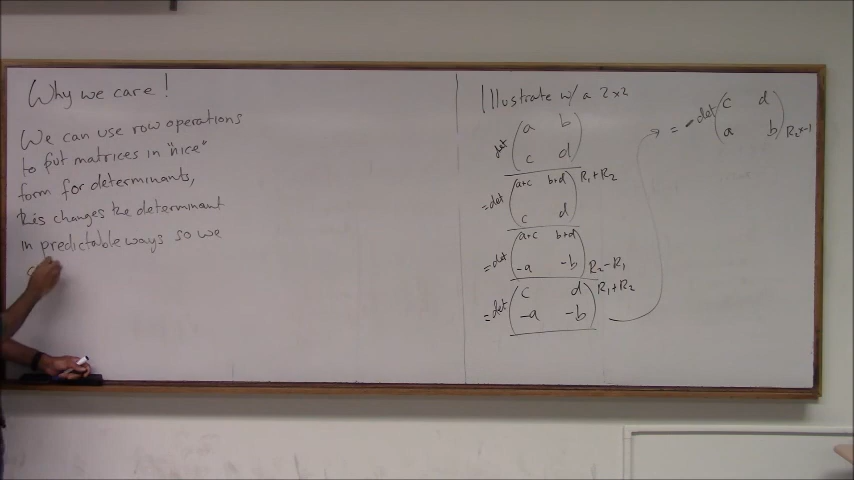 Why we care!
We can use row operations
to put matrices in "nice"
form for determinants,
this changes the determinant
in predictable ways so we
Illustrate w/ a 2x2
det (a b
c d)
= det (a+c b+d
c d) R1+R2
= det (a+c b+d
-a -b) R2-R1
= det (c d
-a -b) R1+R2
= -det (c d
a b) R2x-1